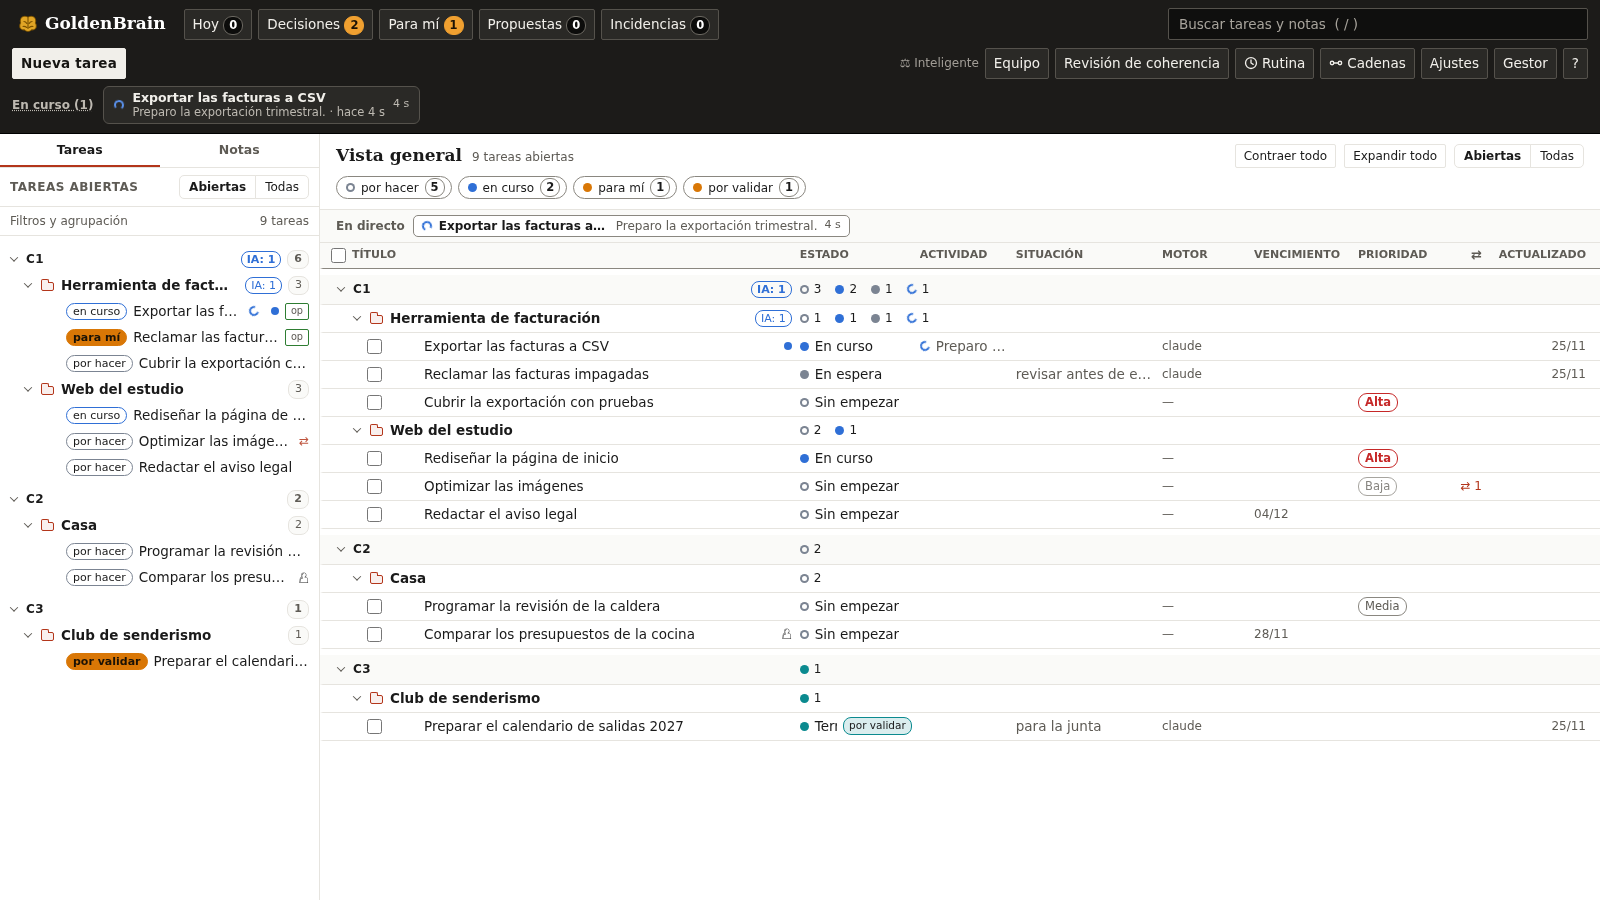 GoldenBrain
Hoy 0
Decisiones 2
Para mí 1
Propuestas 0
Incidencias 0
Buscar tareas y notas ( / )
Nueva tarea
Inteligente
Equipo
Revisión de coherencia
Rutina
Cadenas
Ajustes
Gestor
?
En curso (1)
Exportar las facturas a CSV
Preparo la exportación trimestral. · hace 4 s
4 s
Tareas
Notas
TAREAS ABIERTAS
Abiertas
Todas
Filtros y agrupación
9 tareas
C1 IA: 1 6
Herramienta de fact… IA: 1 3
en curso Exportar las f… op
para mí Reclamar las factur… op
por hacer Cubrir la exportación c…
Web del estudio 3
en curso Rediseñar la página de …
por hacer Optimizar las imáge… ⇄
por hacer Redactar el aviso legal
C2 2
Casa 2
por hacer Programar la revisión …
por hacer Comparar los presu…
C3 1
Club de senderismo 1
por validar Preparar el calendari…
Vista general 9 tareas abiertas
Contraer todo
Expandir todo
Abiertas
Todas
por hacer 5
en curso 2
para mí 1
por validar 1
En directo Exportar las facturas a… Preparo la exportación trimestral. 4 s
TÍTULO ESTADO ACTIVIDAD SITUACIÓN MOTOR VENCIMIENTO PRIORIDAD ⇄ ACTUALIZADO
C1 IA: 1 3 2 1 1
Herramienta de facturación IA: 1 1 1 1 1
Exportar las facturas a CSV En curso Preparo … claude 25/11
Reclamar las facturas impagadas En espera revisar antes de e… claude 25/11
Cubrir la exportación con pruebas Sin empezar — Alta
Web del estudio 2 1
Rediseñar la página de inicio En curso — Alta
Optimizar las imágenes Sin empezar — Baja ⇄ 1
Redactar el aviso legal Sin empezar — 04/12
C2 2
Casa 2
Programar la revisión de la caldera Sin empezar — Media
Comparar los presupuestos de la cocina Sin empezar — 28/11
C3 1
Club de senderismo 1
Preparar el calendario de salidas 2027 por validar para la junta claude 25/11